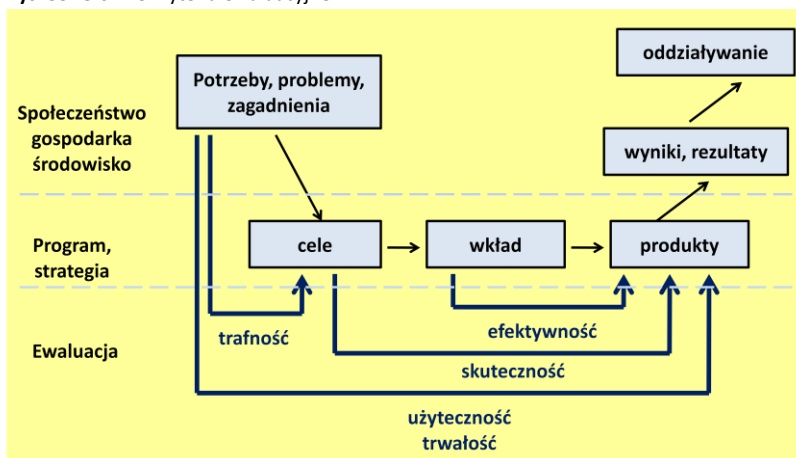 oddziaływanie
Potrzeby, problemy,
zagadnienia
Społeczeństwo
gospodarka
środowisko
wyniki, rezultaty
Program,
strategia
cele
wkład
produkty
trafność
efektywność
Ewaluacja
skuteczność
użyteczność
trwałość